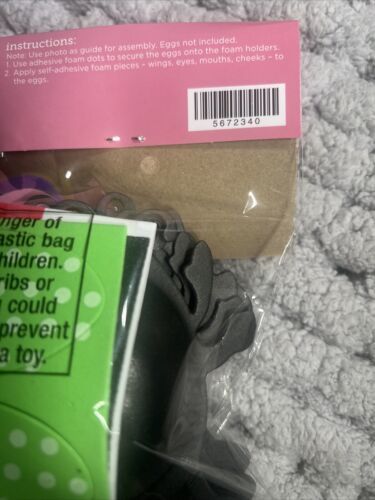 instructions:
Note: Use photo as guide for assembly. Eggs not included.
1. Use adhesive foam dots to secure the eggs onto the foam holders.
2. Apply self-adhesive foam pieces – wings, eyes, mouths, cheeks – to
the eggs.
5672340
nger of
astic bag
hildren.
ribs or
could
prevent
a toy.